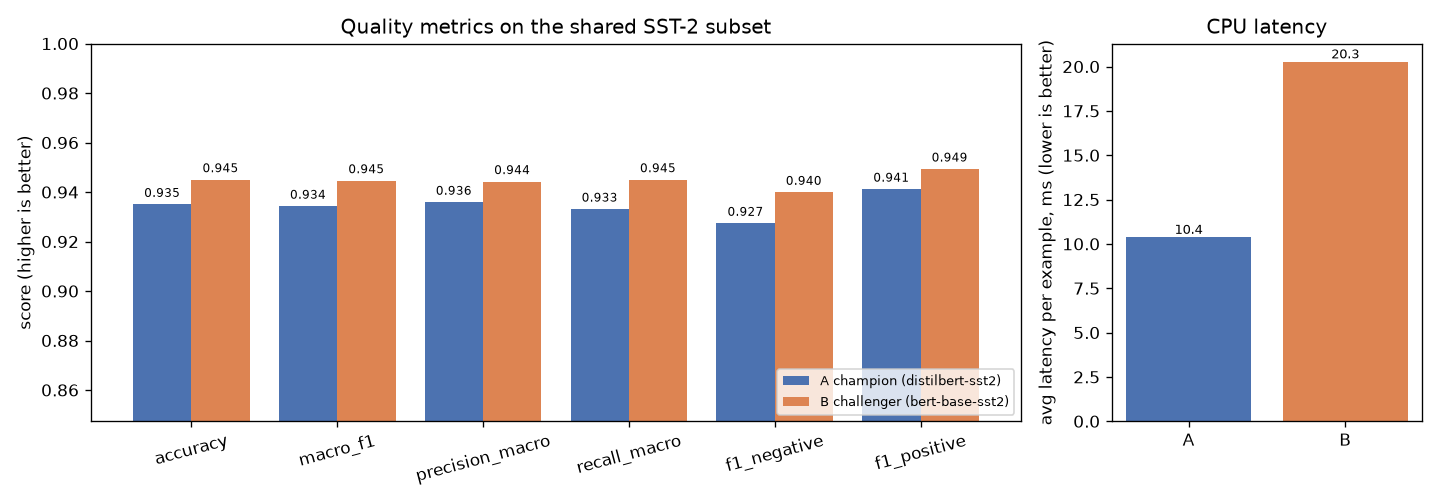 Quality metrics on the shared SST-2 subset
score (higher is better)
1.00
0.98
0.96
0.94
0.92
0.90
0.88
0.86
0.935
0.945
0.934
0.945
0.936
0.944
0.933
0.945
0.927
0.940
0.941
0.949
A champion (distilbert-sst2)
B challenger (bert-base-sst2)
accuracy
macro_f1
precision_macro
recall_macro
f1_negative
f1_positive
CPU latency
avg latency per example, ms (lower is better)
20.0
17.5
15.0
12.5
10.0
7.5
5.0
2.5
0.0
10.4
20.3
A
B